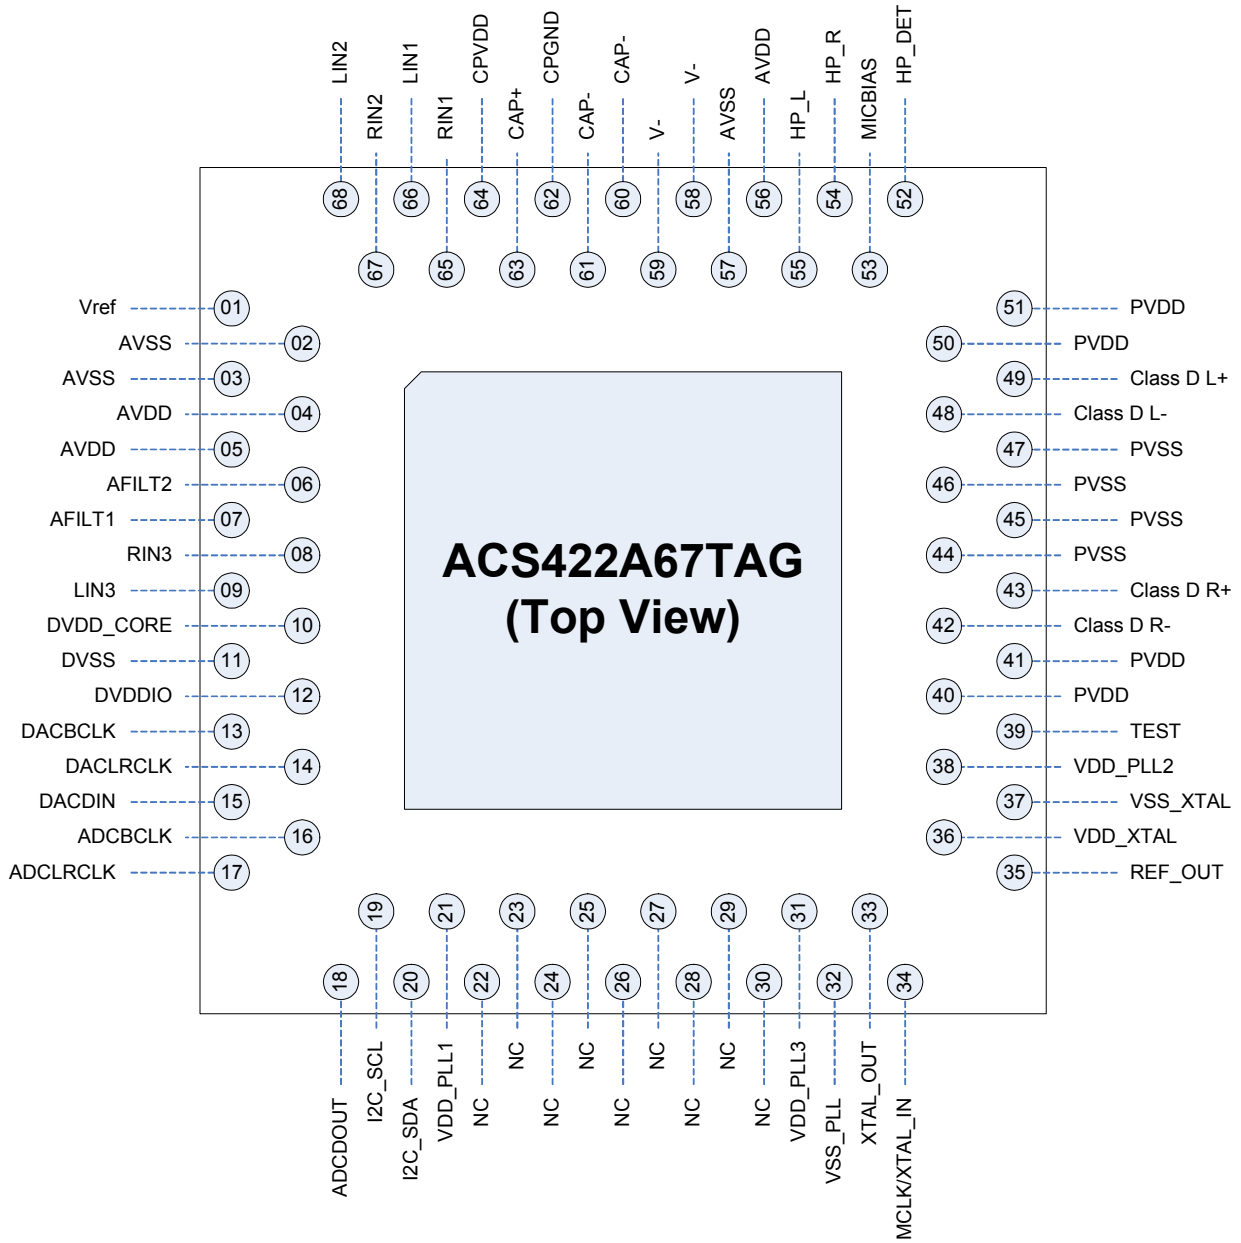 LIN2
RIN2
LIN1
RIN1
CPVDD
CAP+
CPGND
CAP-
CAP-
V-
V-
AVSS
AVDD
HP_L
HP_R
MICBIAS
HP_DET
68
67
66
65
64
63
62
61
60
59
58
57
56
55
54
53
52
Vref 01
AVSS 02
AVSS 03
AVDD 04
AVDD 05
AFILT2 06
AFILT1 07
RIN3 08
LIN3 09
DVDD_CORE 10
DVSS 11
DVDDIO 12
DACBCLK 13
DACLRCLK 14
DACDIN 15
ADCBCLK 16
ADCLRCLK 17
ACS422A67TAG
(Top View)
51 PVDD
50 PVDD
49 Class D L+
48 Class D L-
47 PVSS
46 PVSS
45 PVSS
44 PVSS
43 Class D R+
42 Class D R-
41 PVDD
40 PVDD
39 TEST
38 VDD_PLL2
37 VSS_XTAL
36 VDD_XTAL
35 REF_OUT
18
19
20
21
22
23
24
25
26
27
28
29
30
31
32
33
34
ADCDOUT
I2C_SCL
I2C_SDA
VDD_PLL1
NC
NC
NC
NC
NC
NC
NC
NC
NC
VDD_PLL3
VSS_PLL
XTAL_OUT
MCLK/XTAL_IN